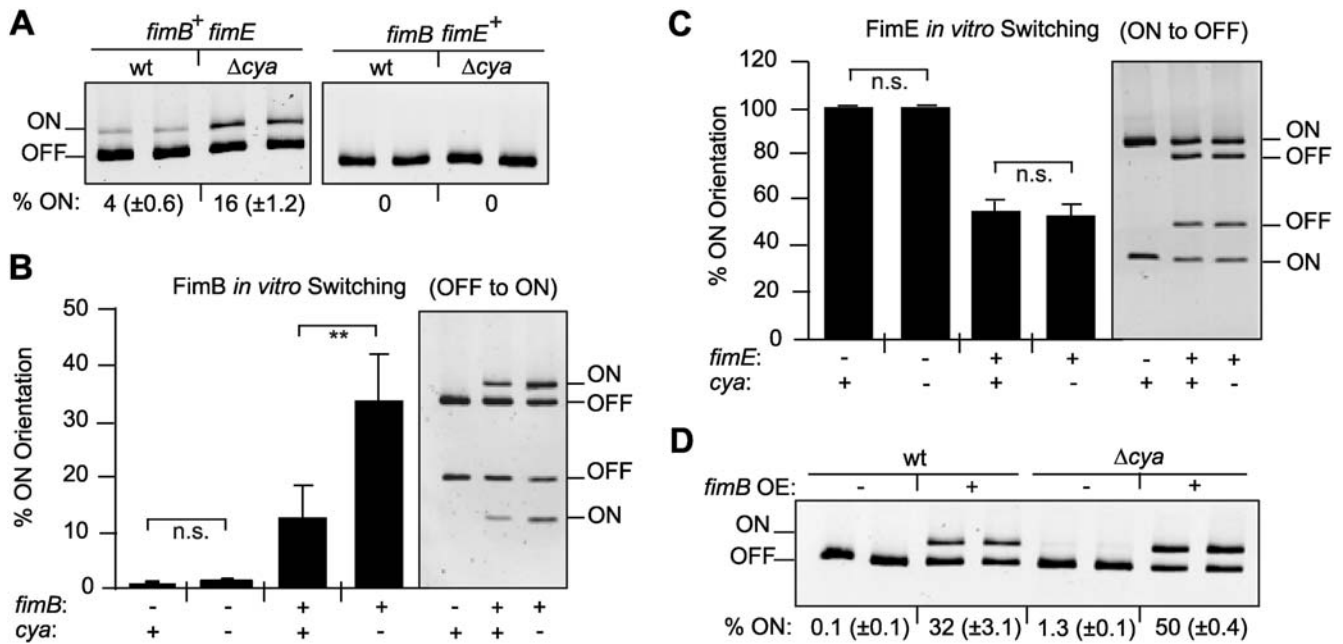 A
fimB⁺ fimE
fimB fimE⁺
wt
Δcya
wt
Δcya
ON
OFF
% ON:
4 (±0.6)
16 (±1.2)
0
0
B
FimB in vitro Switching
(OFF to ON)
% ON Orientation
50
40
30
20
10
0
n.s.
**
ON
OFF
OFF
ON
fimB:
- - + + - + +
cya:
+ - + - + + -
C
FimE in vitro Switching
(ON to OFF)
% ON Orientation
120
100
80
60
40
20
0
n.s.
n.s.
ON
OFF
OFF
ON
fimE:
- - + + - + +
cya:
+ - + - + + -
D
wt
Δcya
fimB OE:
- + - +
ON
OFF
% ON:
0.1 (±0.1)
32 (±3.1)
1.3 (±0.1)
50 (±0.4)